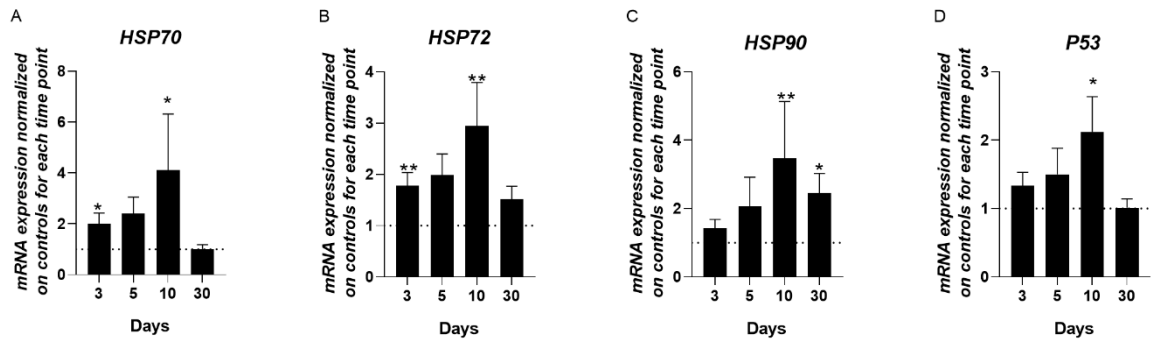 A
HSP70
mRNA expression normalized
on controls for each time point
8
6
4
2
0
*
*
3 5 10 30
Days
B
HSP72
mRNA expression normalized
on controls for each time point
4
3
2
1
0
**
**
3 5 10 30
Days
C
HSP90
mRNA expression normalized
on controls for each time point
6
4
2
0
**
*
3 5 10 30
Days
D
P53
mRNA expression normalized
on controls for each time point
3
2
1
0
*
3 5 10 30
Days